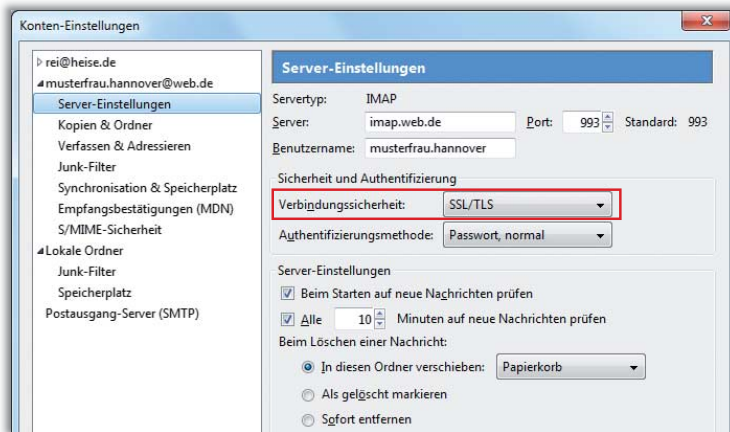 Konten-Einstellungen
rei@heise.de
musterfrau.hannover@web.de
Server-Einstellungen
Kopien & Ordner
Verfassen & Adressieren
Junk-Filter
Synchronisation & Speicherplatz
Empfangsbestätigungen (MDN)
S/MIME-Sicherheit
Lokale Ordner
Junk-Filter
Speicherplatz
Postausgang-Server (SMTP)
Server-Einstellungen
Servertyp: IMAP
Server: imap.web.de Port: 993 Standard: 993
Benutzername: musterfrau.hannover
Sicherheit und Authentifizierung
Verbindungssicherheit: SSL/TLS
Authentifizierungsmethode: Passwort, normal
Server-Einstellungen
Beim Starten auf neue Nachrichten prüfen
Alle 10 Minuten auf neue Nachrichten prüfen
Beim Löschen einer Nachricht:
In diesen Ordner verschieben: Papierkorb
Als gelöscht markieren
Sofort entfernen